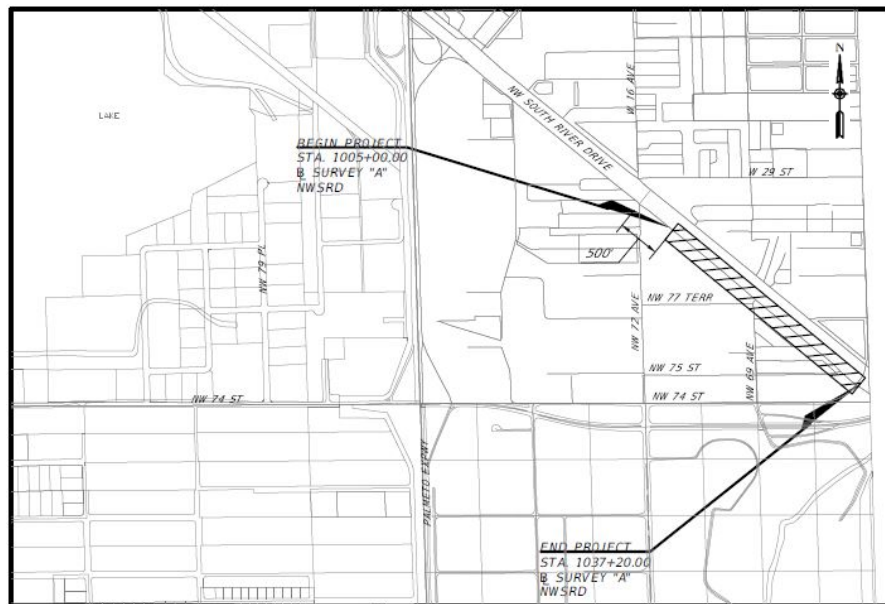 N
LAKE
NW SOUTH RIVER DRIVE
W 16 AVE
BEGIN PROJECT
STA. 1005+00.00
B SURVEY "A"
NWSRD
W 29 ST
500'
NW 79 PL
NW 72 AVE
NW 77 TERR
NW 69 AVE
NW 75 ST
NW 74 ST
NW 74 ST
PALMETO EXPWY
END PROJECT
STA. 1037+20.00
B SURVEY "A"
NWSRD